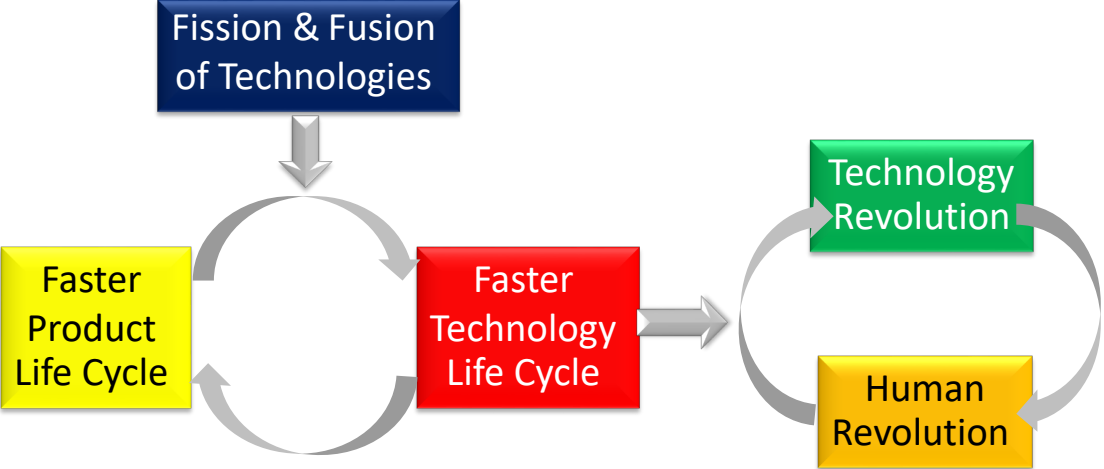 Fission & Fusion
of Technologies
Faster
Product
Life Cycle
Faster
Technology
Life Cycle
Technology
Revolution
Human
Revolution